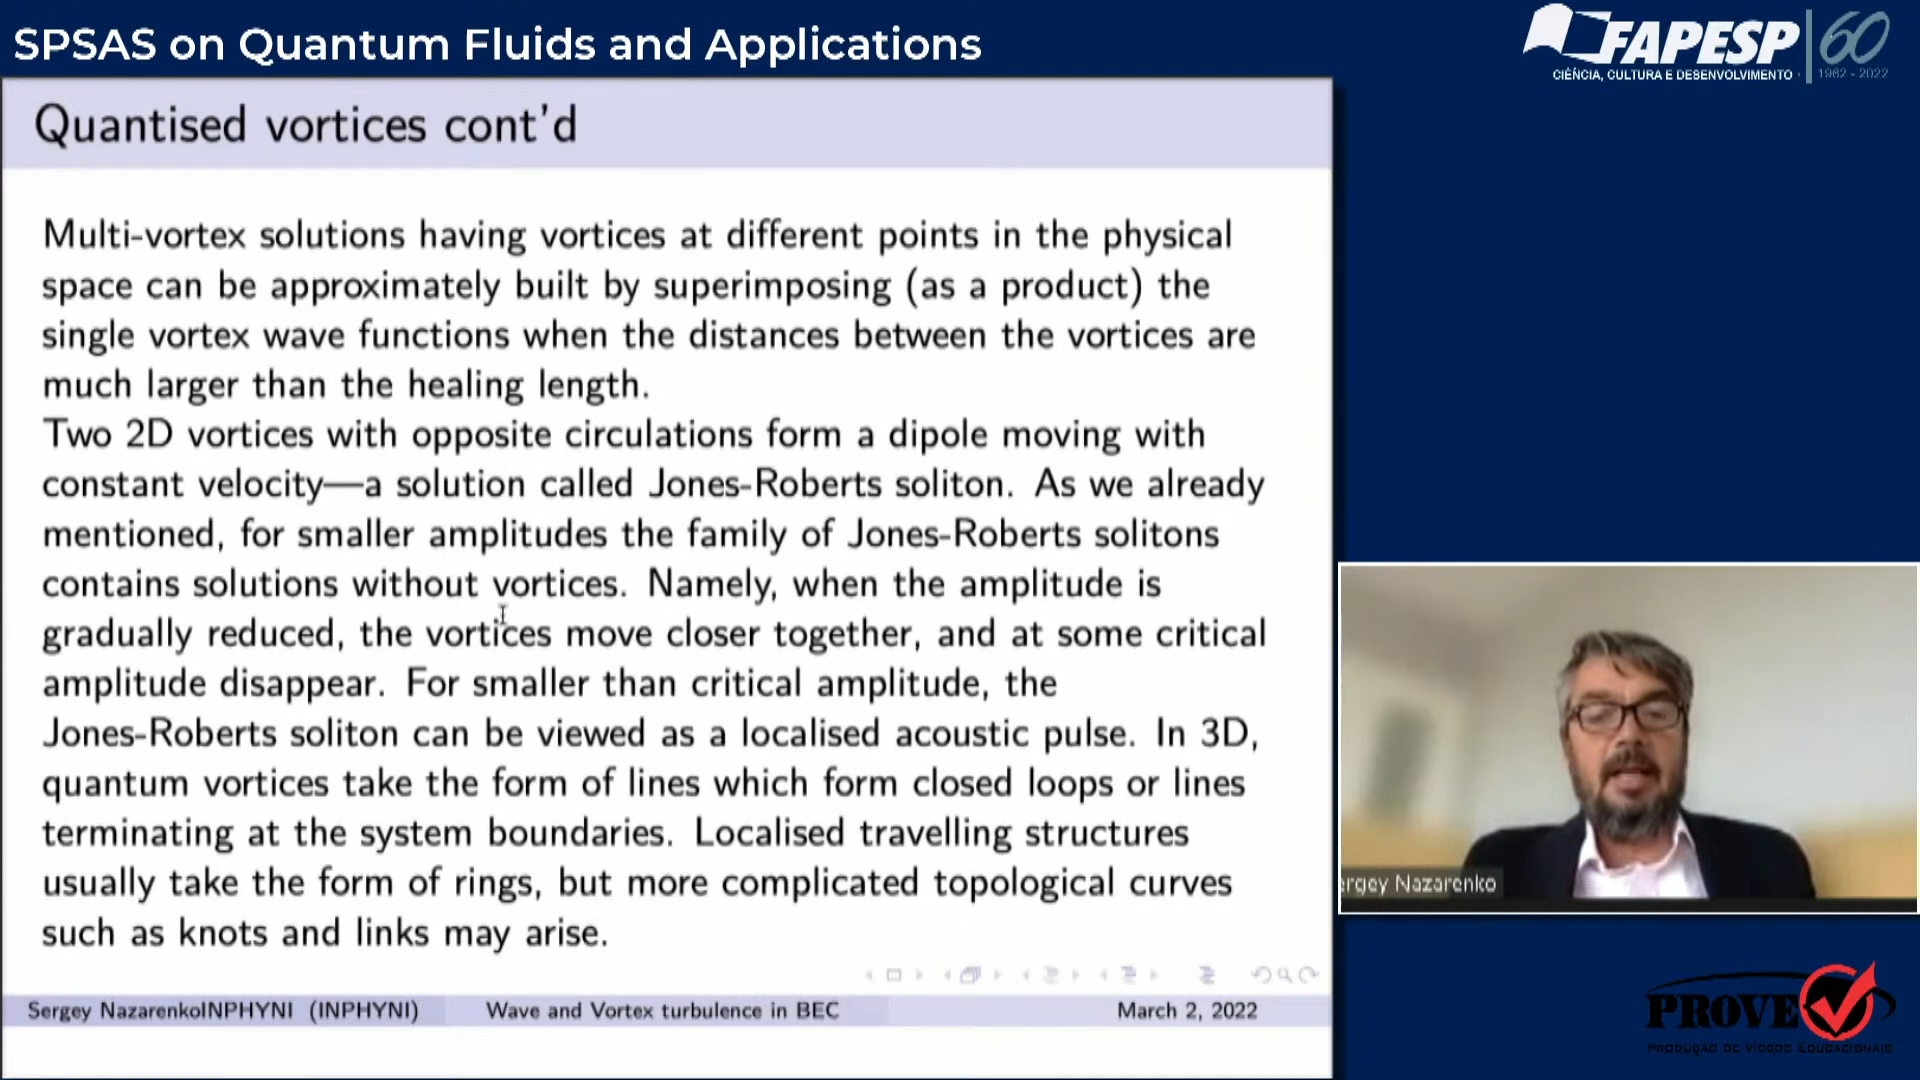 SPSAS on Quantum Fluids and Applications
FAPESP 60
CIÊNCIA, CULTURA E DESENVOLVIMENTO
1962 - 2022
Quantised vortices cont'd
Multi-vortex solutions having vortices at different points in the physical
space can be approximately built by superimposing (as a product) the
single vortex wave functions when the distances between the vortices are
much larger than the healing length.
Two 2D vortices with opposite circulations form a dipole moving with
constant velocity—a solution called Jones-Roberts soliton. As we already
mentioned, for smaller amplitudes the family of Jones-Roberts solitons
contains solutions without vortices. Namely, when the amplitude is
gradually reduced, the vortices move closer together, and at some critical
amplitude disappear. For smaller than critical amplitude, the
Jones-Roberts soliton can be viewed as a localised acoustic pulse. In 3D,
quantum vortices take the form of lines which form closed loops or lines
terminating at the system boundaries. Localised travelling structures
usually take the form of rings, but more complicated topological curves
such as knots and links may arise.
Sergey NazarenkoINPHYNI (INPHYNI) Wave and Vortex turbulence in BEC March 2, 2022
ergey Nazarenko
PROVE
PRODUÇÃO DE VÍDEOS EDUCACIONAIS